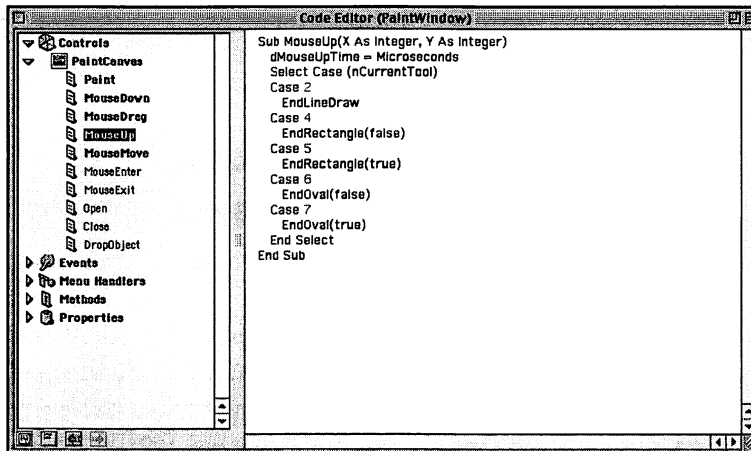 Code Editor (PaintWindow)
Controls
PaintCanvas
Paint
MouseDown
MouseDrag
MouseUp
MouseMove
MouseEnter
MouseExit
Open
Close
DropObject
Events
Menu Handlers
Methods
Properties
Sub MouseUp(X As Integer, Y As Integer)
dMouseUpTime = Microseconds
Select Case (nCurrentTool)
Case 2
EndLineDraw
Case 4
EndRectangle(false)
Case 5
EndRectangle(true)
Case 6
EndOval(false)
Case 7
EndOval(true)
End Select
End Sub